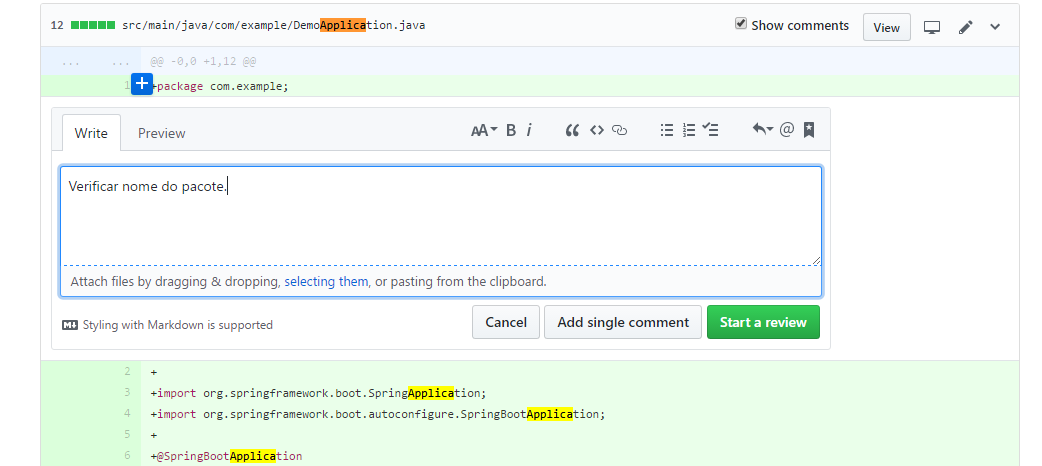 12 src/main/java/com/example/DemoApplication.java Show comments View
... ... @@ -0,0 +1,12 @@
1 +package com.example;
Write Preview AA B i
Verificar nome do pacote.
Attach files by dragging & dropping, selecting them, or pasting from the clipboard.
Styling with Markdown is supported Cancel Add single comment Start a review
2 +
3 +import org.springframework.boot.SpringApplication;
4 +import org.springframework.boot.autoconfigure.SpringBootApplication;
5 +
6 +@SpringBootApplication